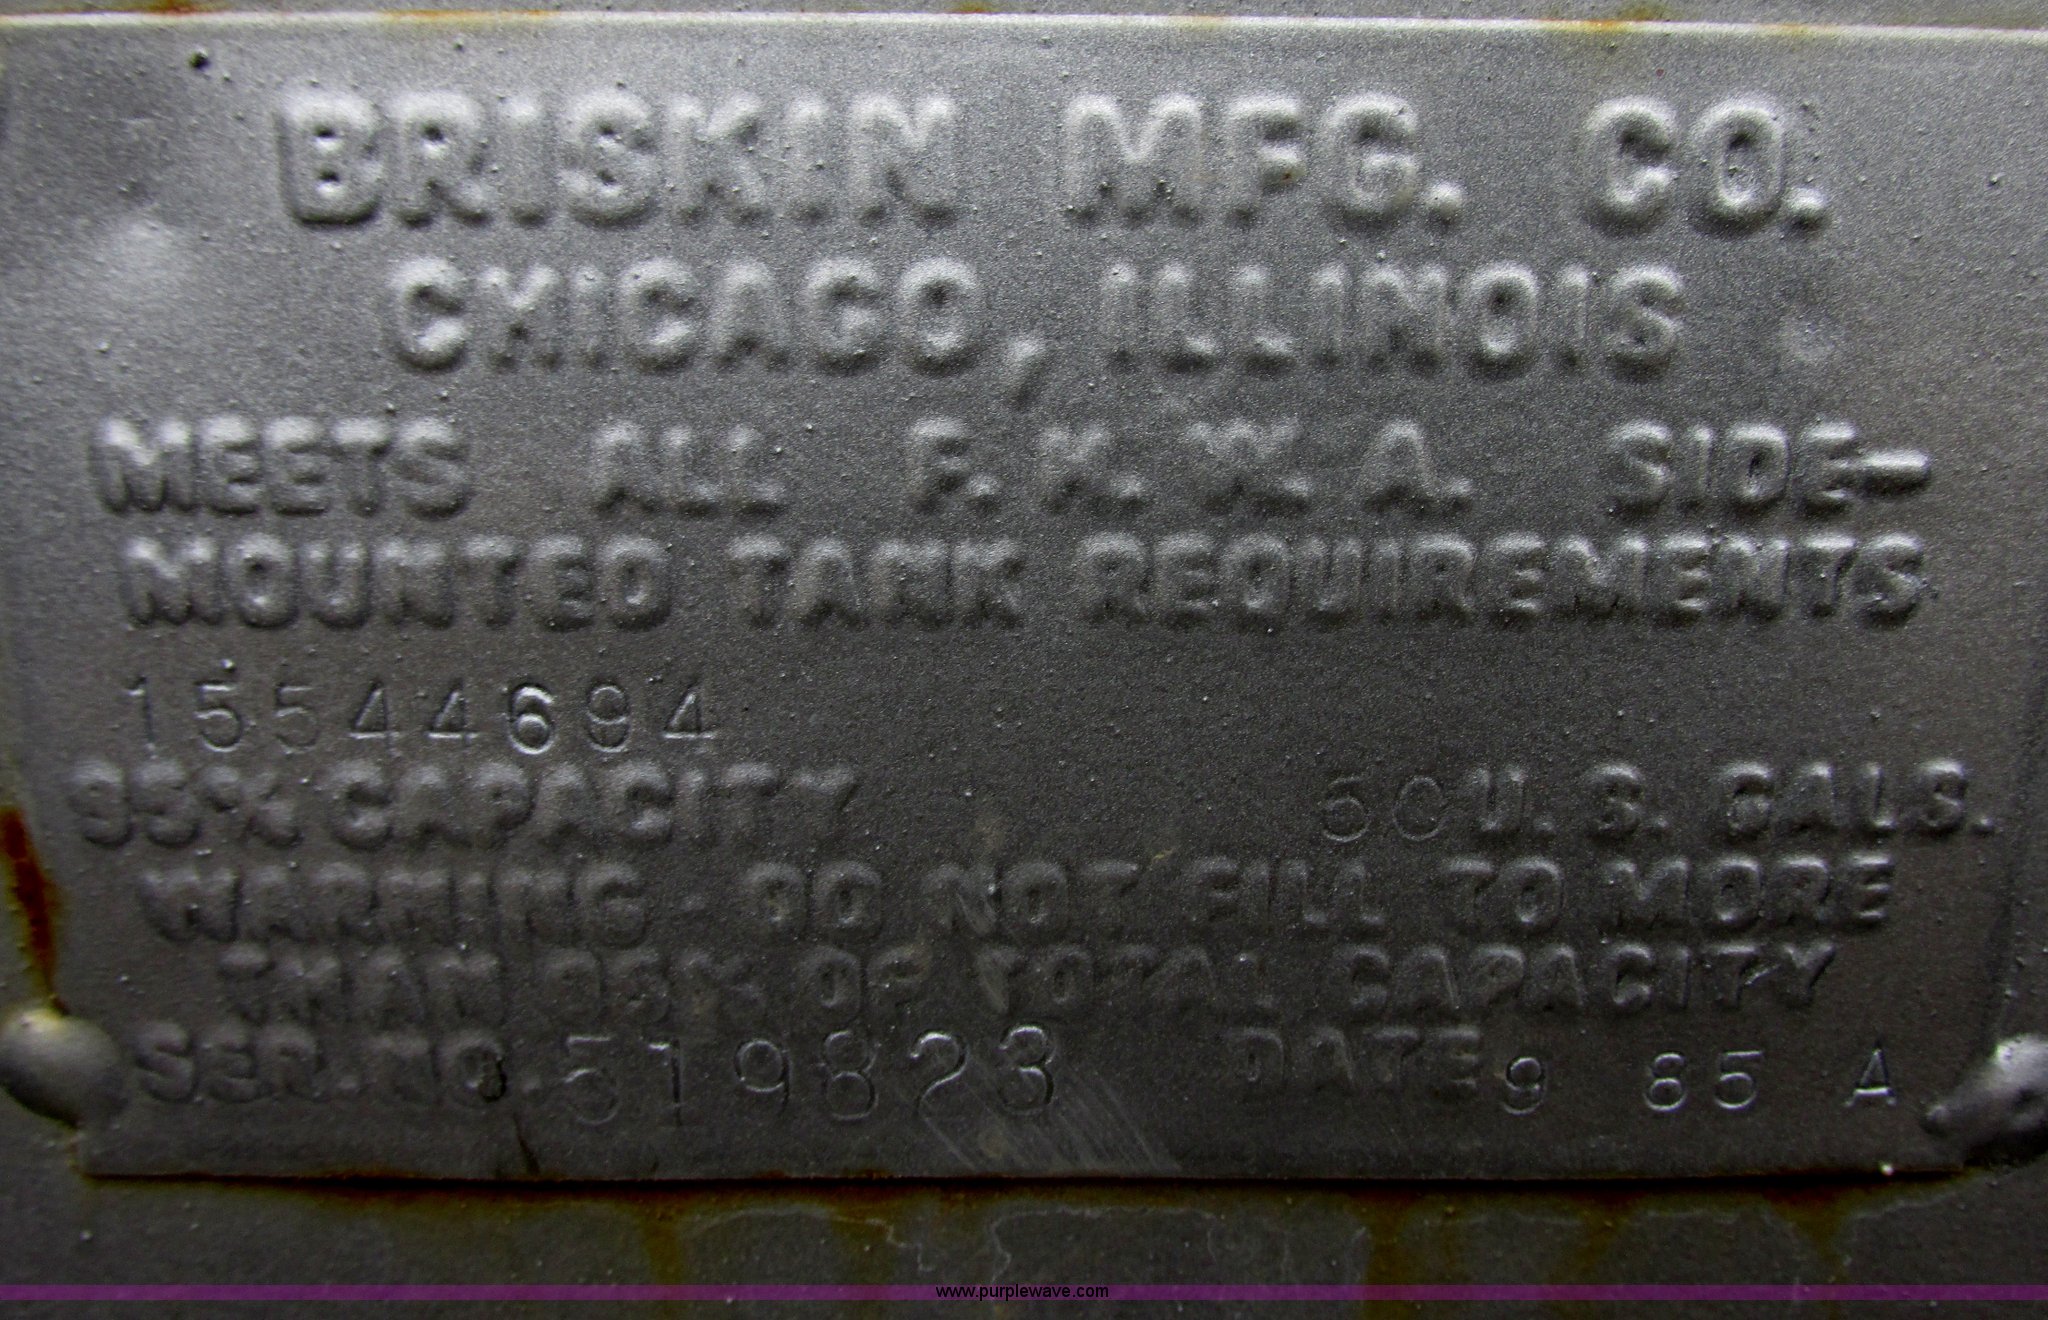 BRISKIN MFG. CO.
CHICAGO, ILLINOIS
MEETS ALL F. H. W. A. SIDE-
MOUNTED TANK REQUIREMENTS
15544694
95% CAPACITY 50 U. S. GALS.
WARNING - DO NOT FILL TO MORE
THAN 95% OF TOTAL CAPACITY
SER. NO. 519823 DATE 9 85 A
www.purplewave.com